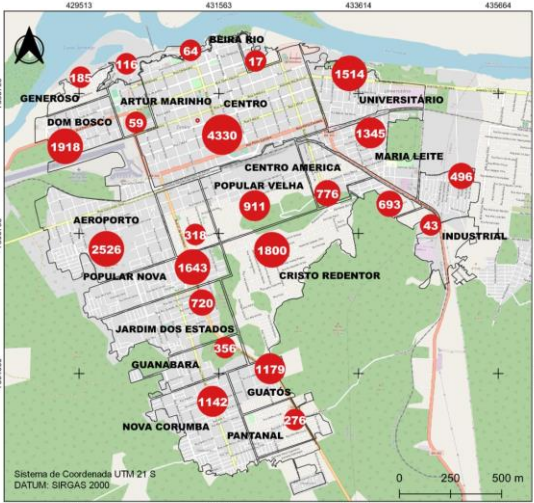 429513 431563 433614 435664
BEIRA RIO
64
17
116
1514
185
GENEROSO
ARTUR MARINHO
CENTRO
UNIVERSITÁRIO
DOM BOSCO
59
4330
1345
1918
MARIA LEITE
CENTRO AMERICA
496
POPULAR VELHA
776
911
693
AEROPORTO
318
43
INDUSTRIAL
2526
1800
1643
POPULAR NOVA
CRISTO REDENTOR
720
JARDIM DOS ESTADOS
356
GUANABARA
1179
GUATÓS
1142
276
NOVA CORUMBA
PANTANAL
Sistema de Coordenada UTM 21 S
DATUM: SIRGAS 2000
0 250 500 m